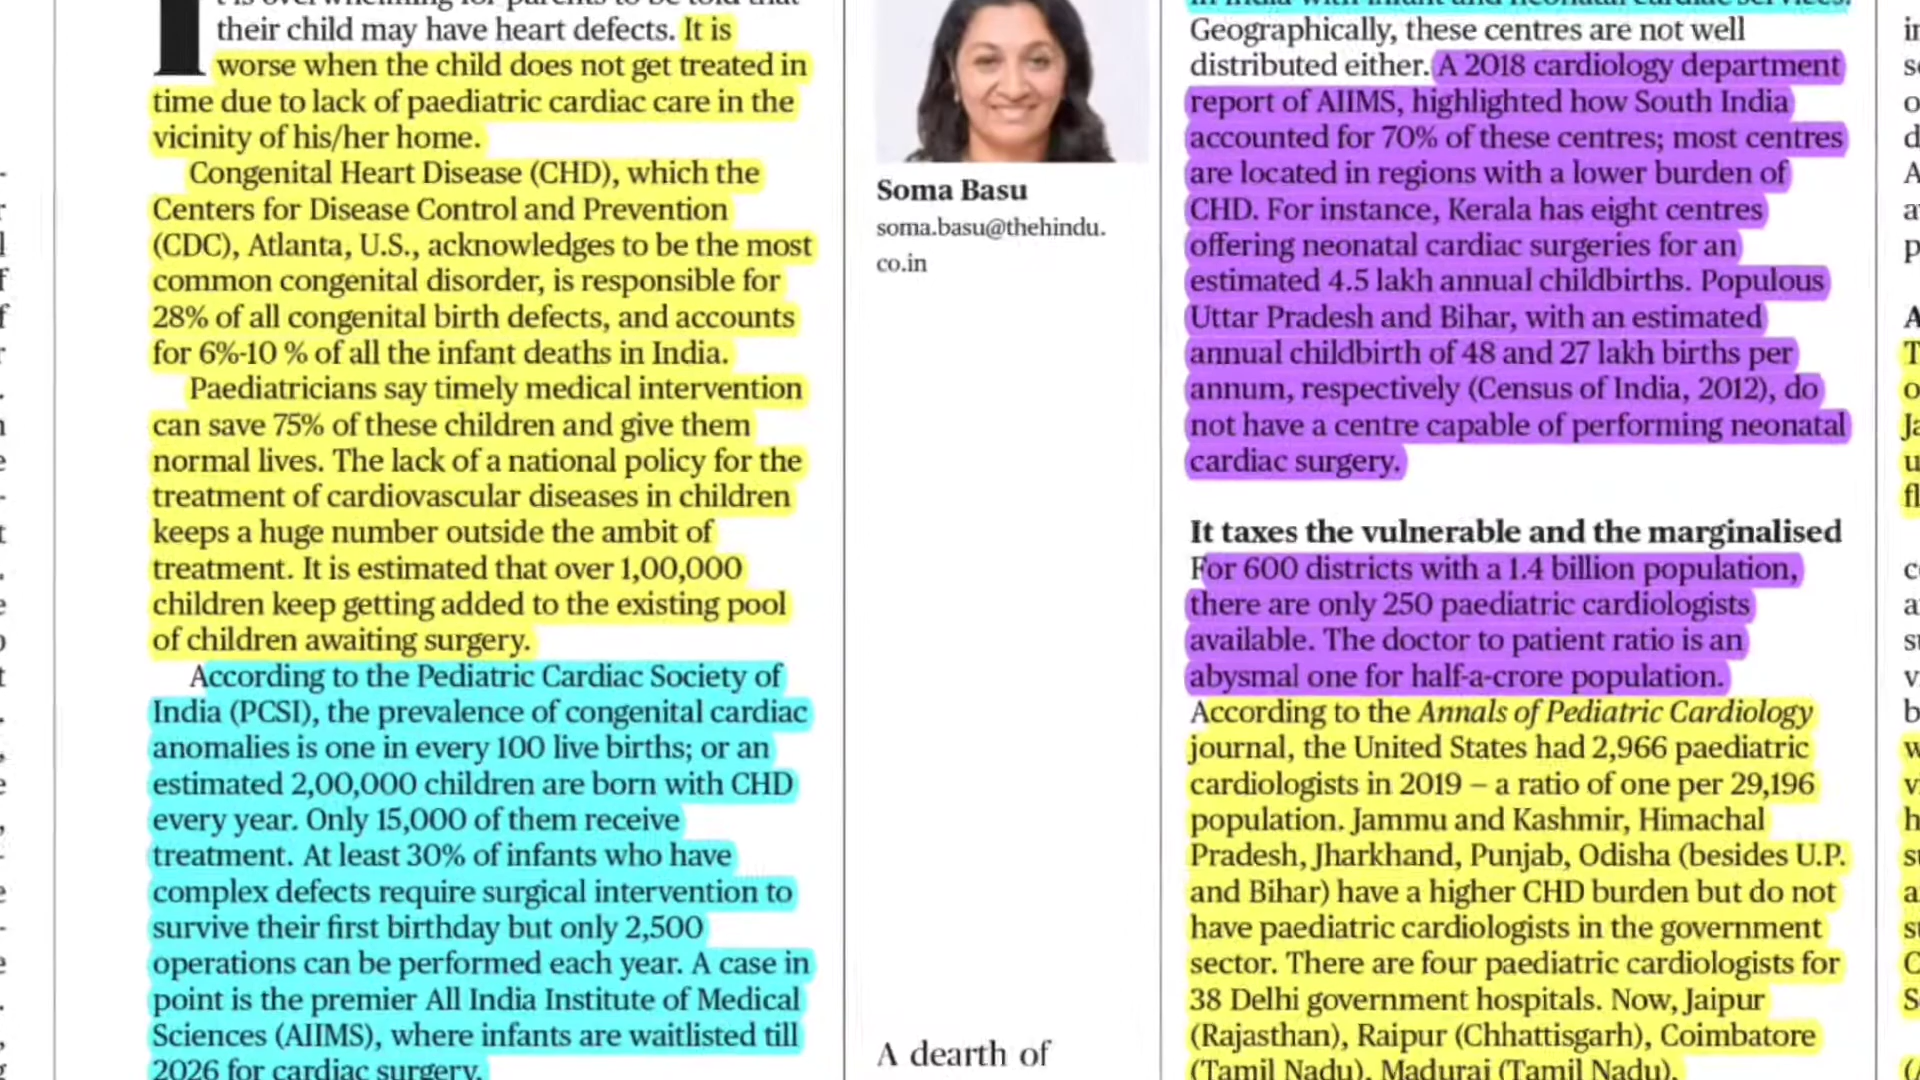 their child may have heart defects. It is
worse when the child does not get treated in
time due to lack of paediatric cardiac care in the
vicinity of his/her home.
Congenital Heart Disease (CHD), which the
Centers for Disease Control and Prevention
(CDC), Atlanta, U.S., acknowledges to be the most
common congenital disorder, is responsible for
28% of all congenital birth defects, and accounts
for 6%-10 % of all the infant deaths in India.
Paediatricians say timely medical intervention
can save 75% of these children and give them
normal lives. The lack of a national policy for the
treatment of cardiovascular diseases in children
keeps a huge number outside the ambit of
treatment. It is estimated that over 1,00,000
children keep getting added to the existing pool
of children awaiting surgery.
According to the Pediatric Cardiac Society of
India (PCSI), the prevalence of congenital cardiac
anomalies is one in every 100 live births; or an
estimated 2,00,000 children are born with CHD
every year. Only 15,000 of them receive
treatment. At least 30% of infants who have
complex defects require surgical intervention to
survive their first birthday but only 2,500
operations can be performed each year. A case in
point is the premier All India Institute of Medical
Sciences (AIIMS), where infants are waitlisted till
2026 for cardiac surgery.
Soma Basu
soma.basu@thehindu.
co.in
A dearth of
Geographically, these centres are not well
distributed either. A 2018 cardiology department
report of AIIMS, highlighted how South India
accounted for 70% of these centres; most centres
are located in regions with a lower burden of
CHD. For instance, Kerala has eight centres
offering neonatal cardiac surgeries for an
estimated 4.5 lakh annual childbirths. Populous
Uttar Pradesh and Bihar, with an estimated
annual childbirth of 48 and 27 lakh births per
annum, respectively (Census of India, 2012), do
not have a centre capable of performing neonatal
cardiac surgery.
It taxes the vulnerable and the marginalised
For 600 districts with a 1.4 billion population,
there are only 250 paediatric cardiologists
available. The doctor to patient ratio is an
abysmal one for half-a-crore population.
According to the Annals of Pediatric Cardiology
journal, the United States had 2,966 paediatric
cardiologists in 2019 – a ratio of one per 29,196
population. Jammu and Kashmir, Himachal
Pradesh, Jharkhand, Punjab, Odisha (besides U.P.
and Bihar) have a higher CHD burden but do not
have paediatric cardiologists in the government
sector. There are four paediatric cardiologists for
38 Delhi government hospitals. Now, Jaipur
(Rajasthan), Raipur (Chhattisgarh), Coimbatore
(Tamil Nadu), Madurai (Tamil Nadu),